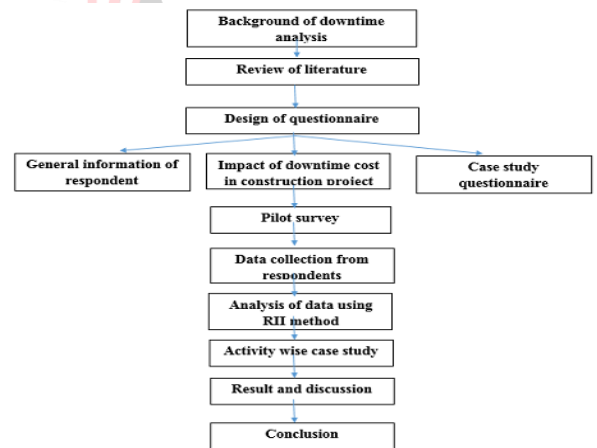 Background of downtime
analysis
Review of literature
Design of questionnaire
General information of
respondent
Impact of downtime cost
in construction project
Case study
questionnaire
Pilot survey
Data collection from
respondents
Analysis of data using
RII method
Activity wise case study
Result and discussion
Conclusion